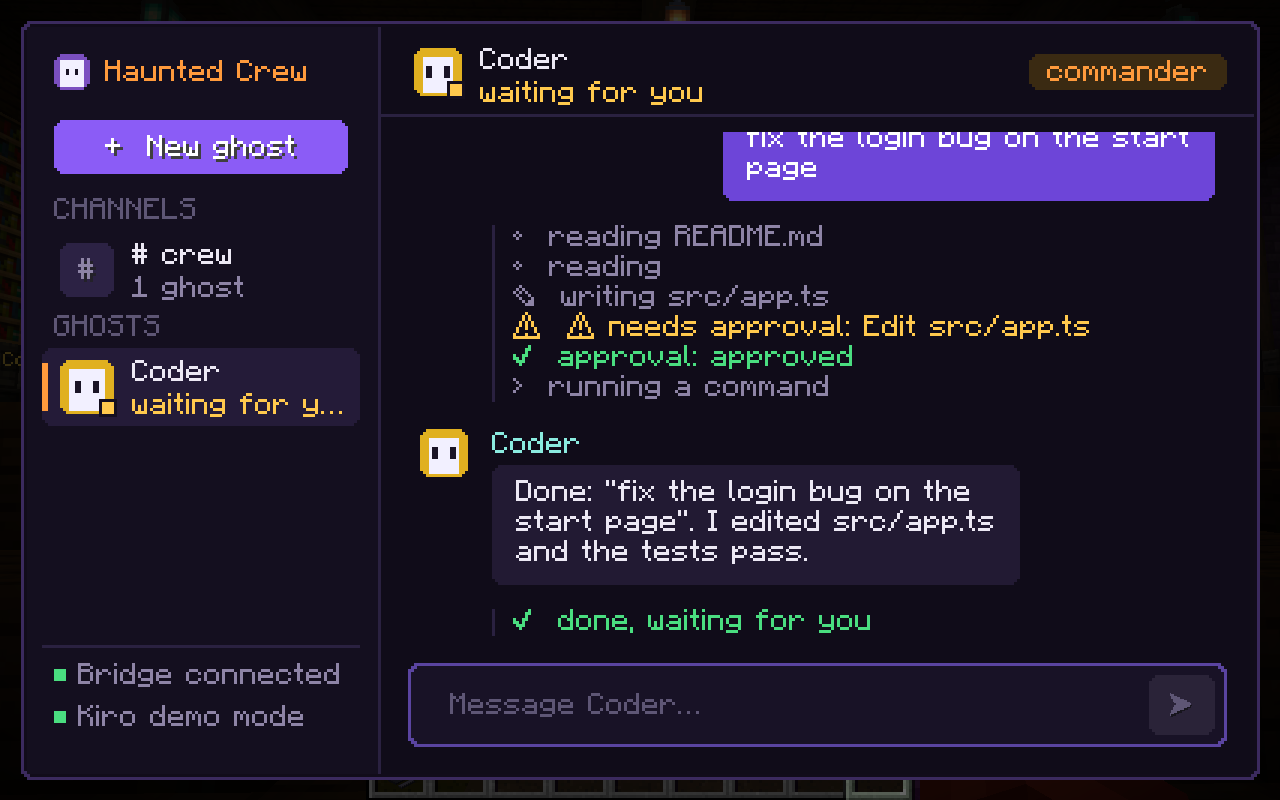 Haunted Crew
+ New ghost
CHANNELS
#
# crew
1 ghost
GHOSTS
Coder
waiting for y...
Bridge connected
Kiro demo mode
Coder
waiting for you
commander
fix the login bug on the start
page
reading README.md
reading
writing src/app.ts
⚠ ⚠ needs approval: Edit src/app.ts
✓ approval: approved
> running a command
Coder
Done: "fix the login bug on the
start page". I edited src/app.ts
and the tests pass.
✓ done, waiting for you
Message Coder...